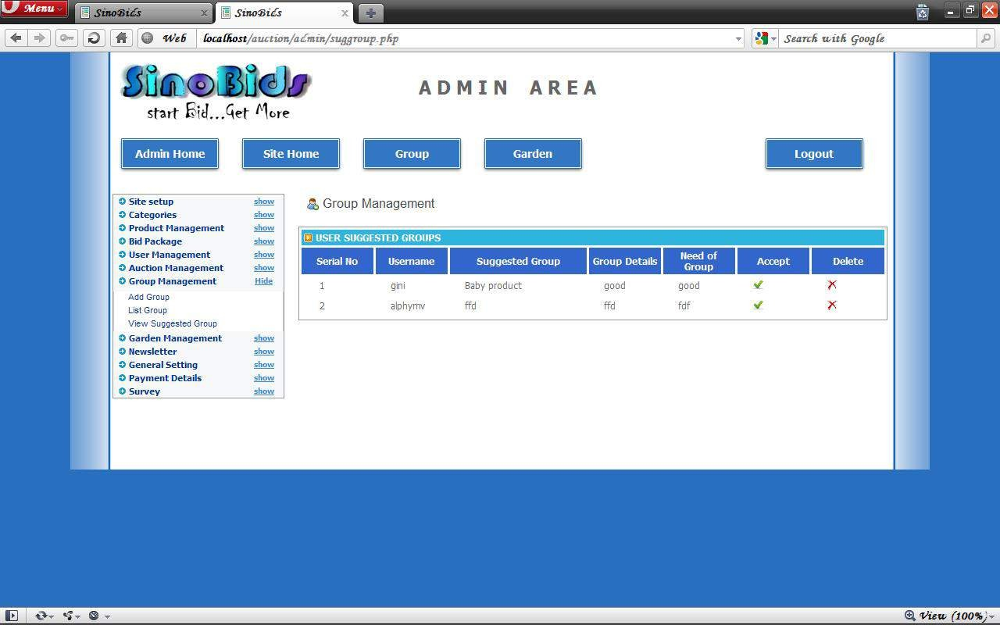 Menu SinoBids SinoBids
Web localhost/auction/admin/suggroup.php Search with Google
SinoBids
start Bid...Get More
ADMIN AREA
Admin Home Site Home Group Garden Logout
Site setup show
Categories show
Product Management show
Bid Package show
User Management show
Auction Management show
Group Management Hide
Add Group
List Group
View Suggested Group
Garden Management show
Newsletter show
General Setting show
Payment Details show
Survey show
Group Management
USER SUGGESTED GROUPS
Serial No Username Suggested Group Group Details Need of Group Accept Delete
1 gini Baby product good good
2 alphymv ffd ffd fdf
View (100%)